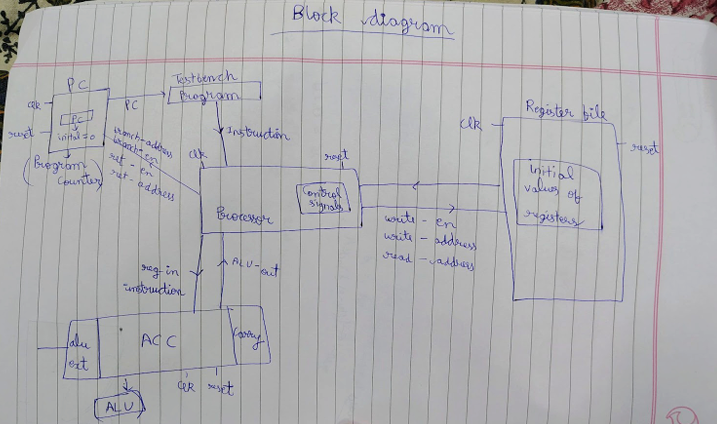 Block diagram
PC
clk
reset
PC
initial = 0
(Program
Counter)
PC
Testbench
Program
Instruction
branch-address
branch-en
ret-en
ret-address
clk
reset
Processor
Control
signals
write-en
write-address
read-address
Register file
clk
reset
initial
values of
registers
reg in
instruction
ALU-out
alu
ext
ACC
Carry
clk reset
ALU